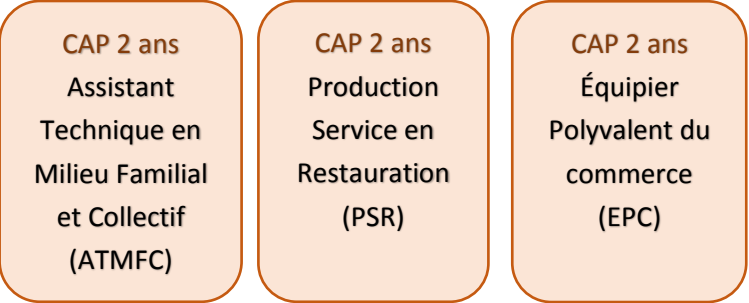 CAP 2 ans
Assistant
Technique en
Milieu Familial
et Collectif
(ATMFC)
CAP 2 ans
Production
Service en
Restauration
(PSR)
CAP 2 ans
Équipier
Polyvalent du
commerce
(EPC)